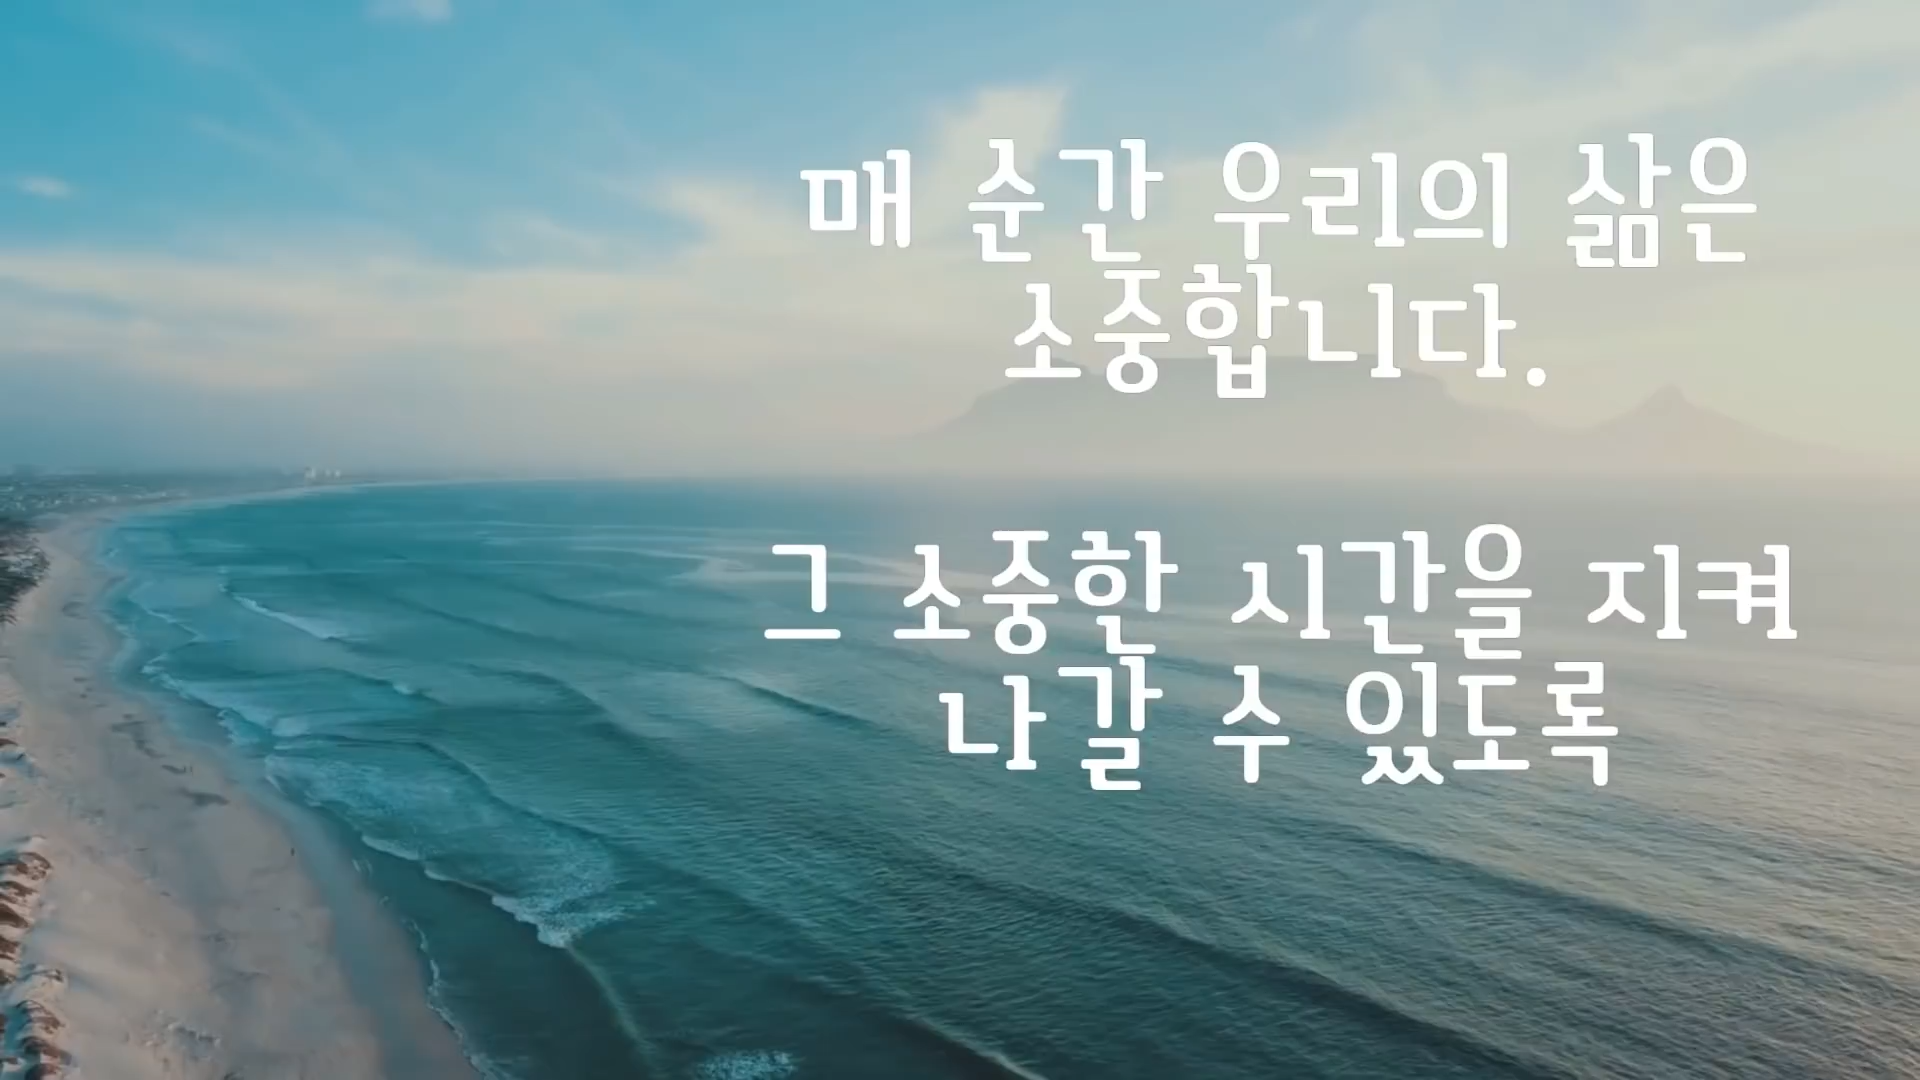 매 순간 우리의 삶은
소중합니다.
그 소중한 시간을 지켜
나갈 수 있도록